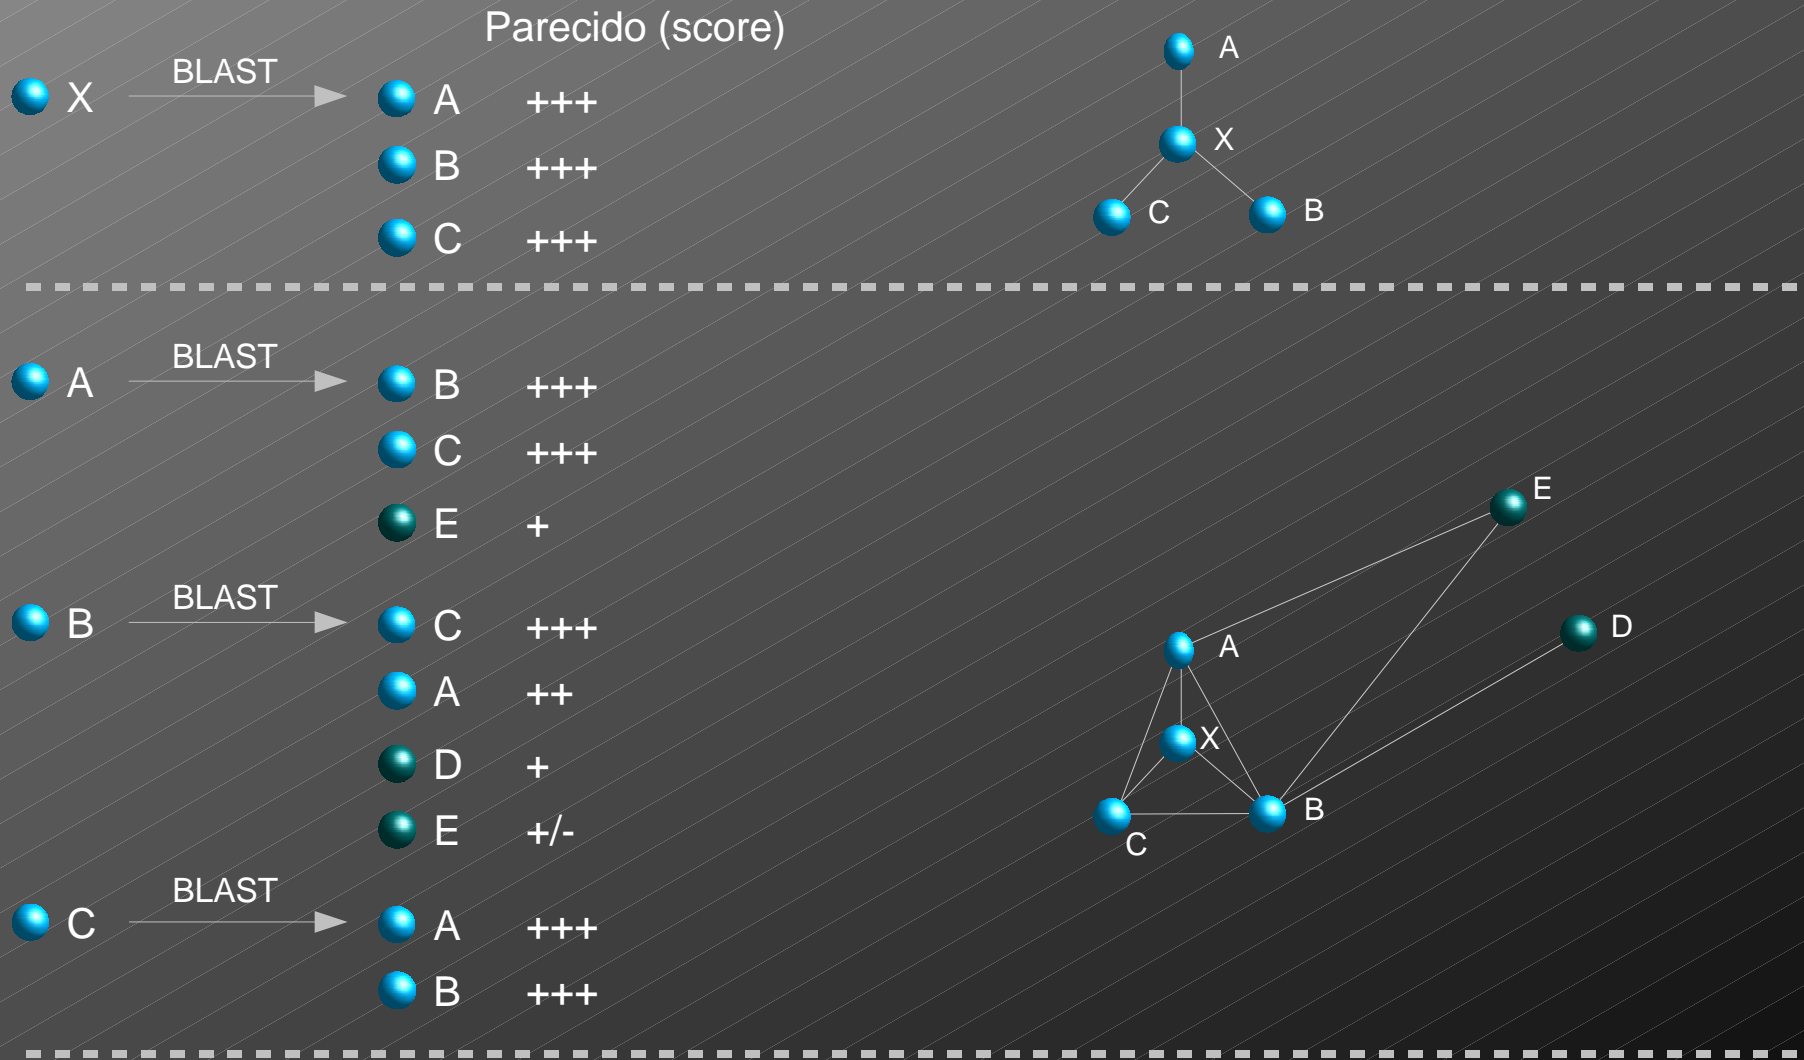 Parecido (score)
X BLAST A +++
B +++
C +++
A
X
C B
A BLAST B +++
C +++
E +
B BLAST C +++
A ++
D +
E +/-
C BLAST A +++
B +++
E
D
A
X
B
C